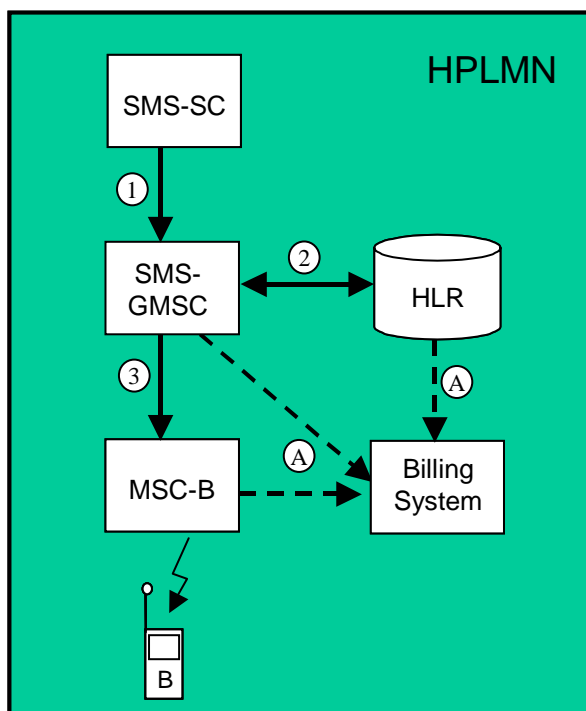 HPLMN
SMS-SC
1
SMS-
GMSC
2
HLR
3
A
A
MSC-B
Billing
System
B